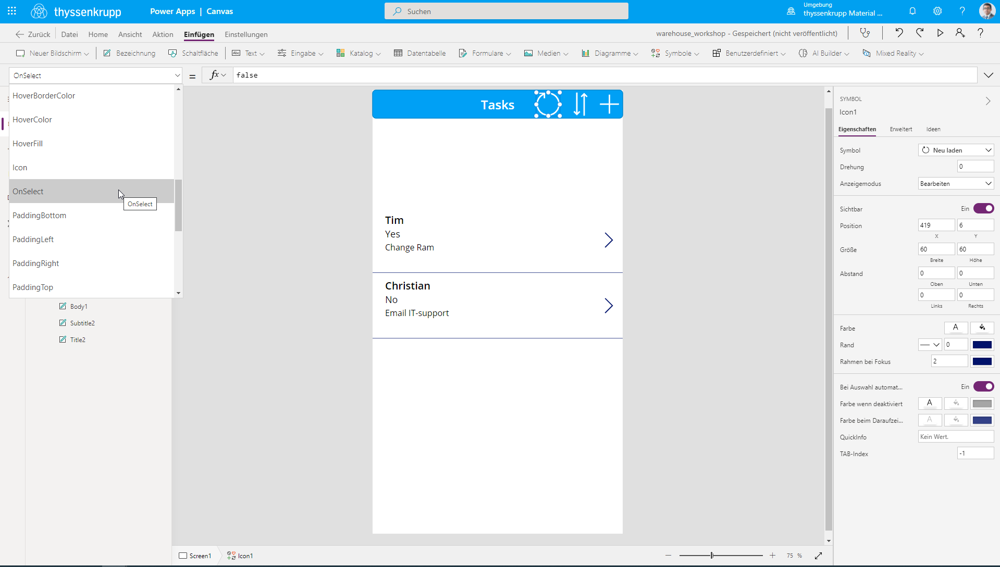 thyssenkrupp
Power Apps | Canvas
Suchen
Umgebung
thyssenkrupp Material ...
?
Zurück
Datei
Home
Ansicht
Aktion
Einfügen
Einstellungen
warehouse_workshop - Gespeichert (nicht veröffentlicht)
?
Neuer Bildschirm
Bezeichnung
Schaltfläche
Abc
Text
Eingabe
Katalog
Datentabelle
Formulare
Medien
Diagramme
Symbole
Benutzerdefiniert
AI Builder
Mixed Reality
OnSelect
=
fx
false
HoverBorderColor
HoverColor
HoverFill
Icon
OnSelect
OnSelect
PaddingBottom
PaddingLeft
PaddingRight
PaddingTop
Body1
Subtitle2
Title2
Tasks
Tim
Yes
Change Ram
Christian
No
Email IT-support
SYMBOL
Icon1
Eigenschaften
Erweitert
Ideen
Symbol
Neu laden
Drehung
0
Anzeigemodus
Bearbeiten
Sichtbar
Ein
Position
419
6
X
Y
Größe
60
60
Breite
Höhe
Abstand
0
0
Oben
Unten
0
0
Links
Rechts
Farbe
A
Rand
0
Rahmen bei Fokus
2
Bei Auswahl automat...
Ein
Farbe wenn deaktiviert
A
Farbe beim Daraufzei...
A
QuickInfo
Kein Wert.
TAB-Index
-1
Screen1
Icon1
75 %